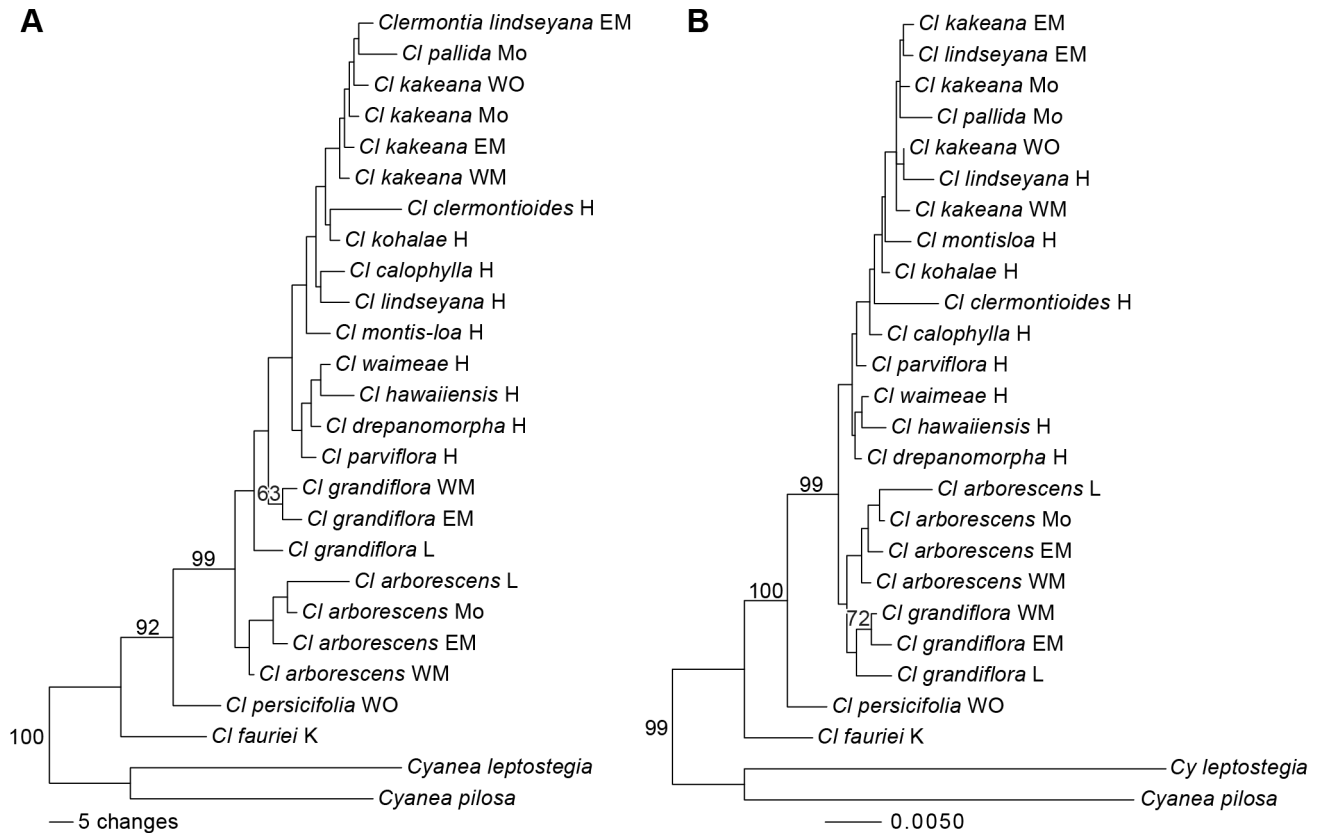 A
Clermontia lindseyana EM
Cl pallida Mo
Cl kakeana WO
Cl kakeana Mo
Cl kakeana EM
Cl kakeana WM
Cl clermontioides H
Cl kohalae H
Cl calophylla H
Cl lindseyana H
Cl montis-loa H
Cl waimeae H
Cl hawaiiensis H
Cl drepanomorpha H
Cl parviflora H
63
Cl grandiflora WM
Cl grandiflora EM
Cl grandiflora L
99
Cl arborescens L
Cl arborescens Mo
92
Cl arborescens EM
Cl arborescens WM
Cl persicifolia WO
100
Cl fauriei K
Cyanea leptostegia
Cyanea pilosa
5 changes
B
Cl kakeana EM
Cl lindseyana EM
Cl kakeana Mo
Cl pallida Mo
Cl kakeana WO
Cl lindseyana H
Cl kakeana WM
Cl montisloa H
Cl kohalae H
Cl clermontioides H
Cl calophylla H
Cl parviflora H
Cl waimeae H
Cl hawaiiensis H
Cl drepanomorpha H
99
Cl arborescens L
Cl arborescens Mo
Cl arborescens EM
Cl arborescens WM
100
72
Cl grandiflora WM
Cl grandiflora EM
Cl grandiflora L
Cl persicifolia WO
99
Cl fauriei K
Cy leptostegia
Cyanea pilosa
0.0050